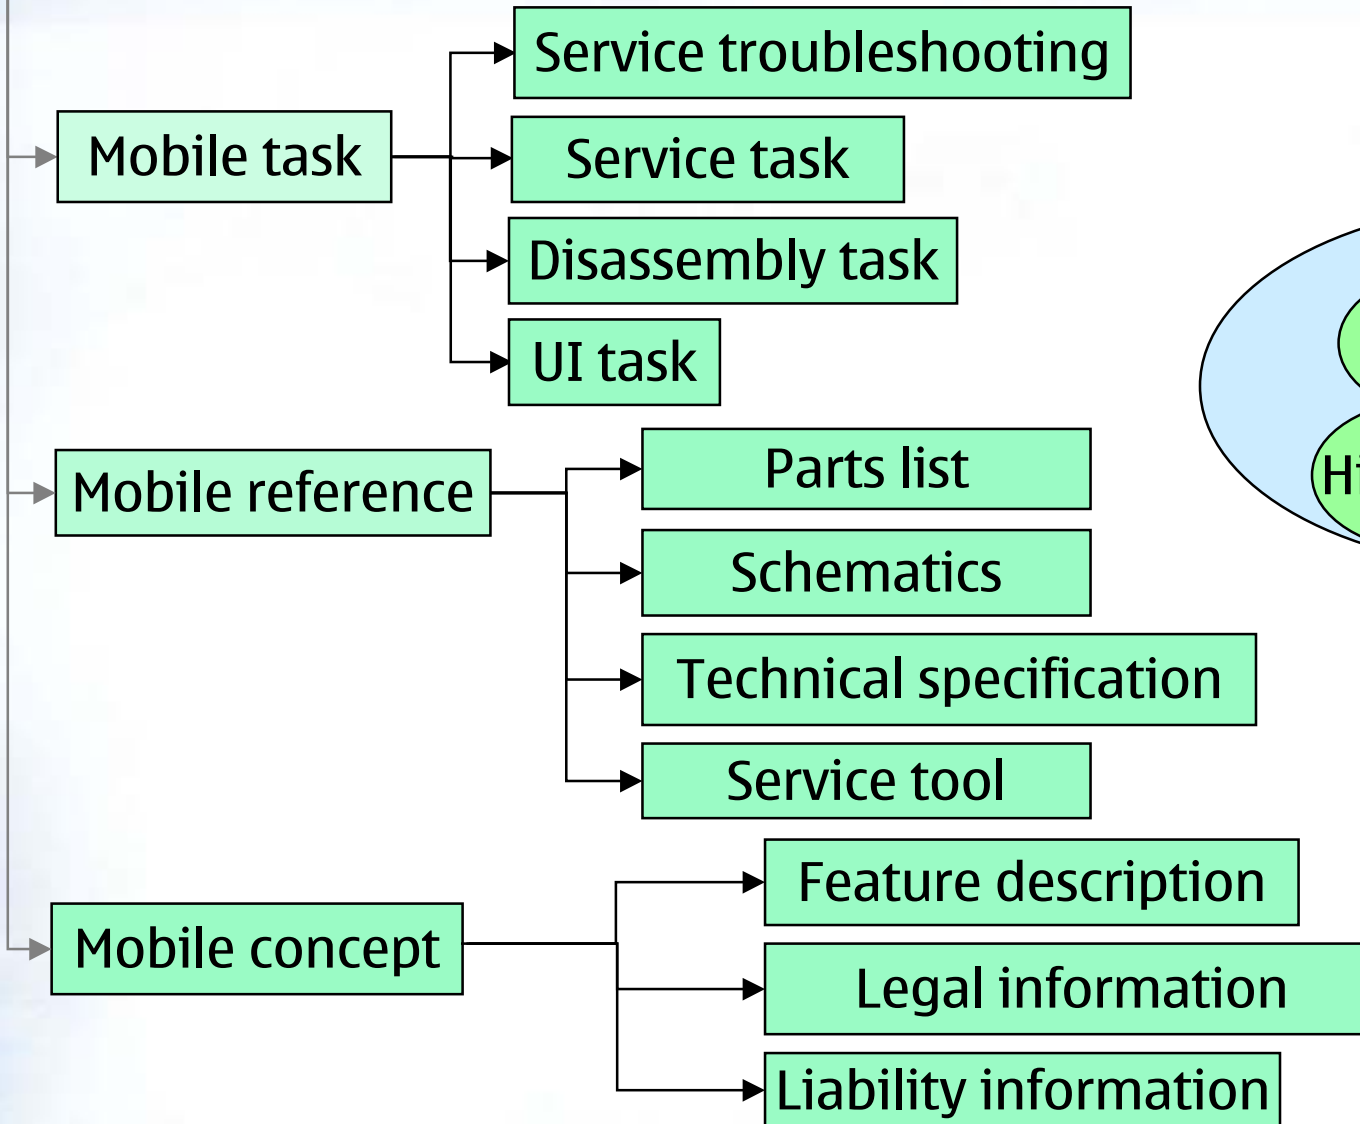 Service troubleshooting
Mobile task
Service task
Disassembly task
UI task
Mobile reference
Parts list
Schematics
Technical specification
Service tool
Mobile concept
Feature description
Legal information
Liability information